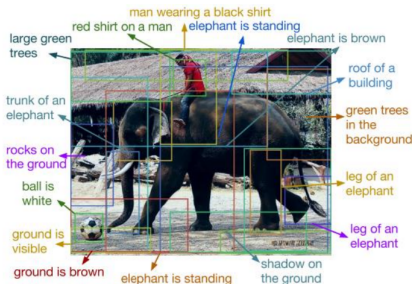 man wearing a black shirt
red shirt on a man
elephant is standing
large green
trees
elephant is brown
roof of a
building
trunk of an
elephant
green trees
in the
background
rocks on
the ground
leg of an
elephant
ball is
white
ground is
visible
leg of an
elephant
ground is brown
elephant is standing
shadow on
the ground